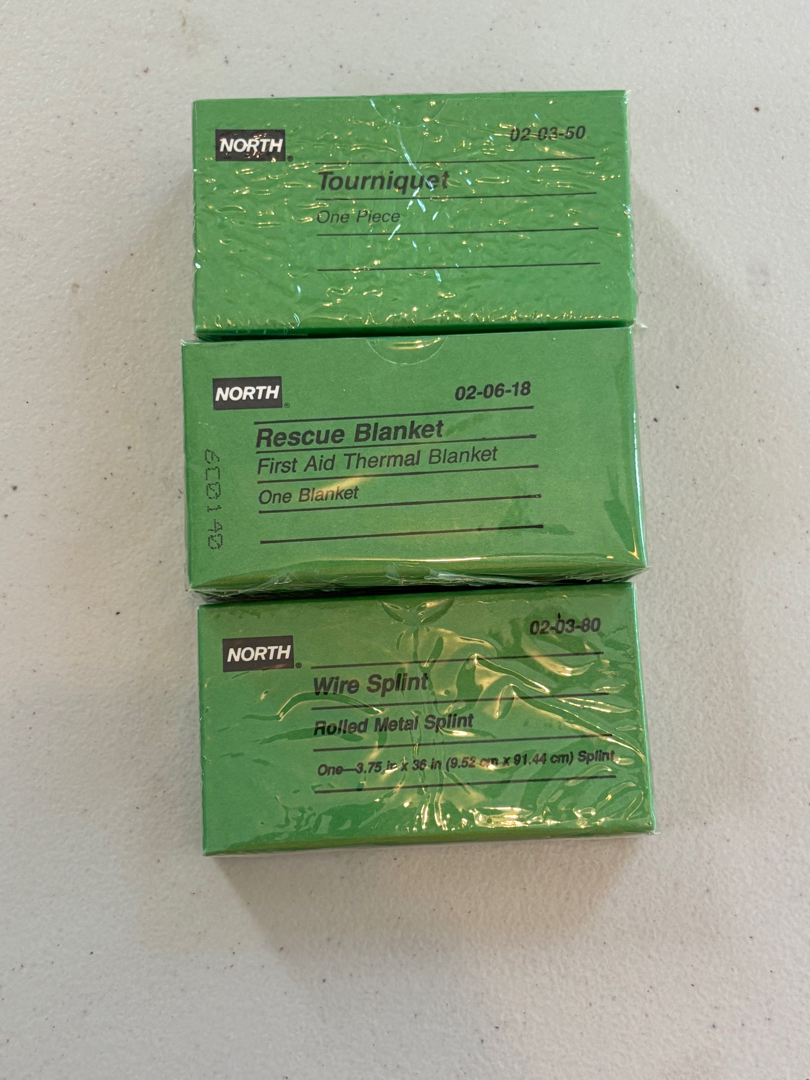 NORTH®
02-03-50
Tourniquet
One Piece
NORTH®
02-06-18
Rescue Blanket
First Aid Thermal Blanket
One Blanket
NORTH®
02-03-80
Wire Splint
Rolled Metal Splint
One—3.75 in x 36 in (9.52 cm x 91.44 cm) Splint